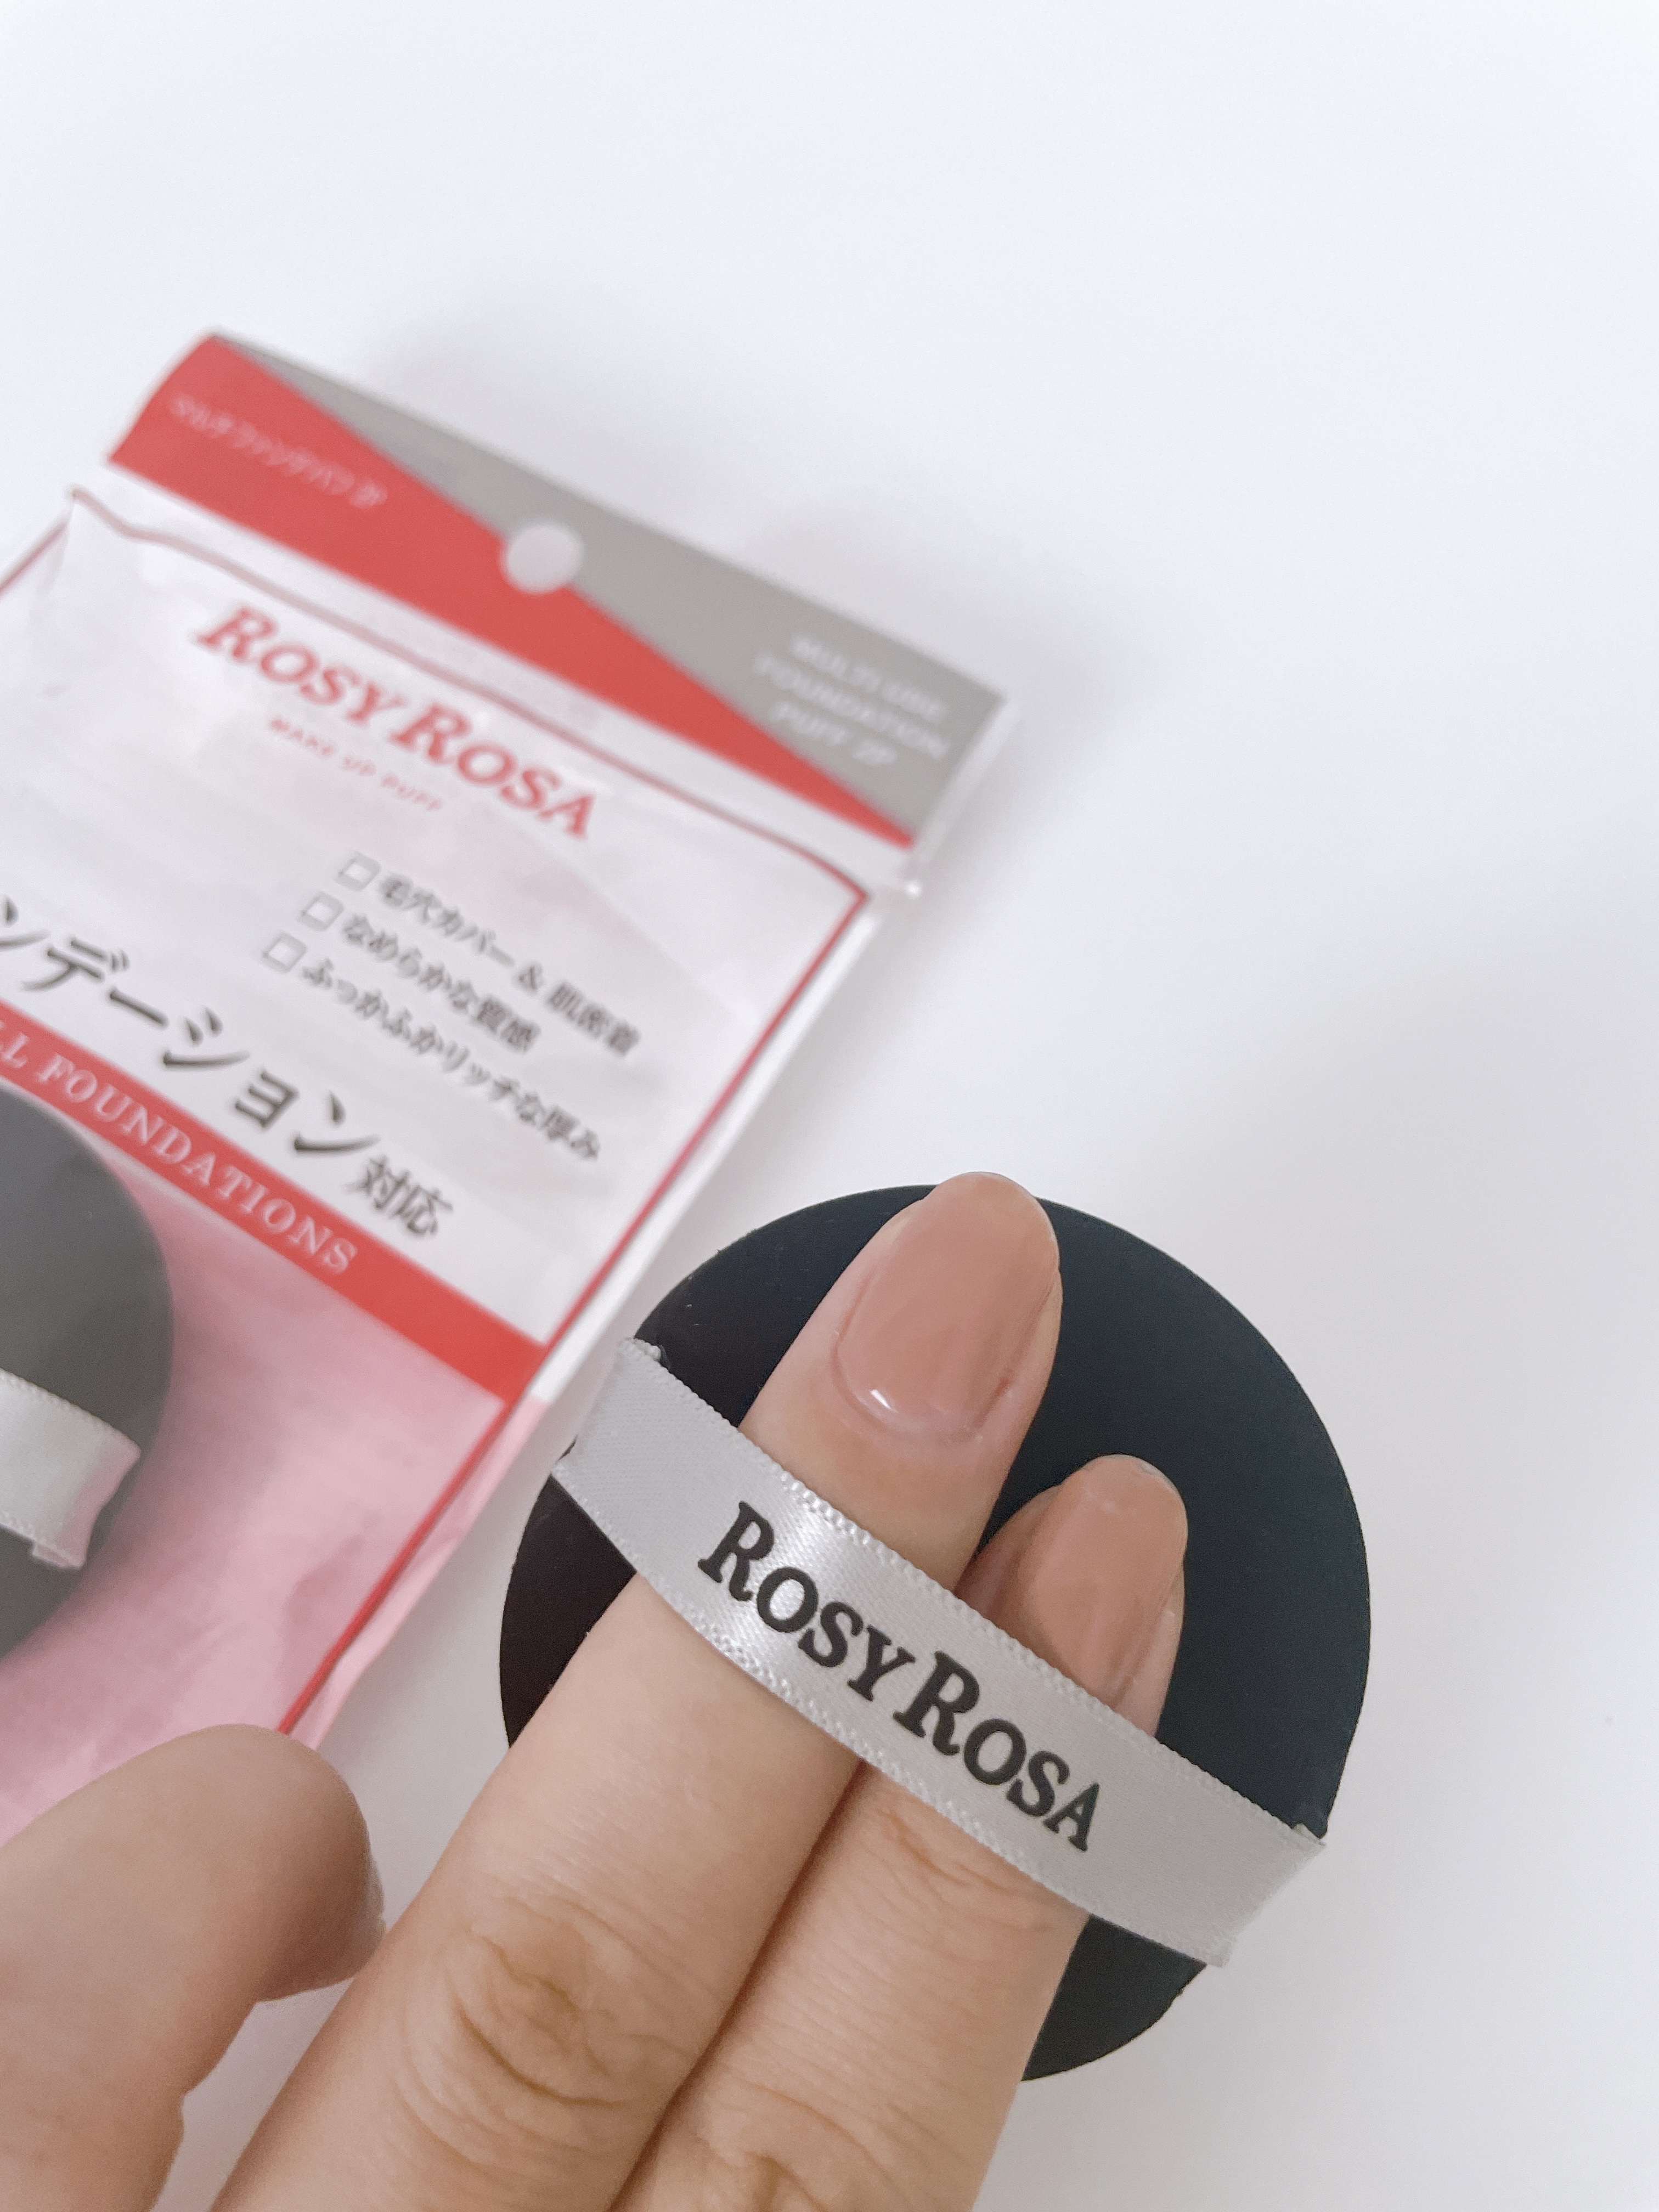 マルチファンデパフ 2P
MULTI USE
FOUNDATION
PUFF 2P
ROSY ROSA
MAKE UP PUFF
毛穴カバー & 肌密着
なめらかな質感
ふっかふかリッチな厚み
ンデーション対応
LL FOUNDATIONS
ROSY ROSA